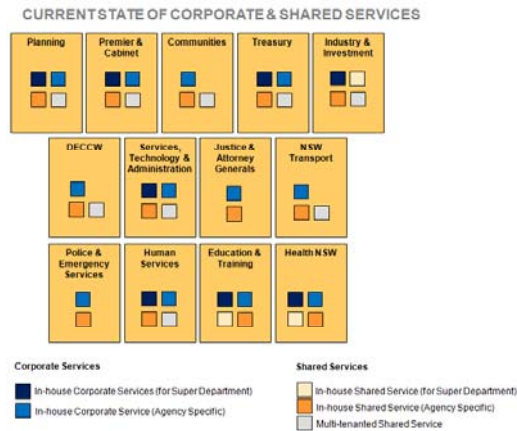 CURRENT STATE OF CORPORATE & SHARED SERVICES
Planning
Premier &
Cabinet
Communities
Treasury
Industry &
Investment
DECCW
Services,
Technology &
Administration
Justice &
Attorney
Generals
NSW
Transport
Police &
Emergency
Services
Human
Services
Education &
Training
Health NSW
Corporate Services
In-house Corporate Services (for Super Department)
In-house Corporate Service (Agency Specific)
Shared Services
In-house Shared Service (for Super Department)
In-house Shared Service (Agency Specific)
Multi-tenanted Shared Service